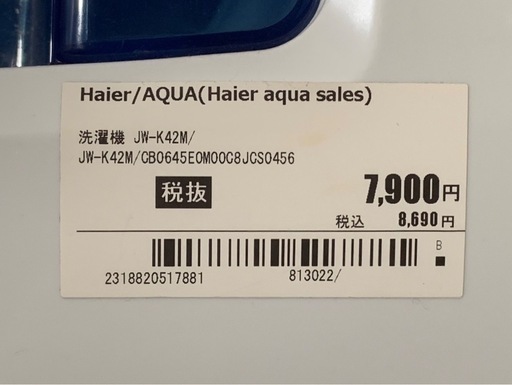 Haier/AQUA(Haier aqua sales)
洗濯機 JW-K42M/
JW-K42M/CB0645E0M00C8JCS0456
税抜 7,900円
税込 8,690円
B
2318820517881 813022/